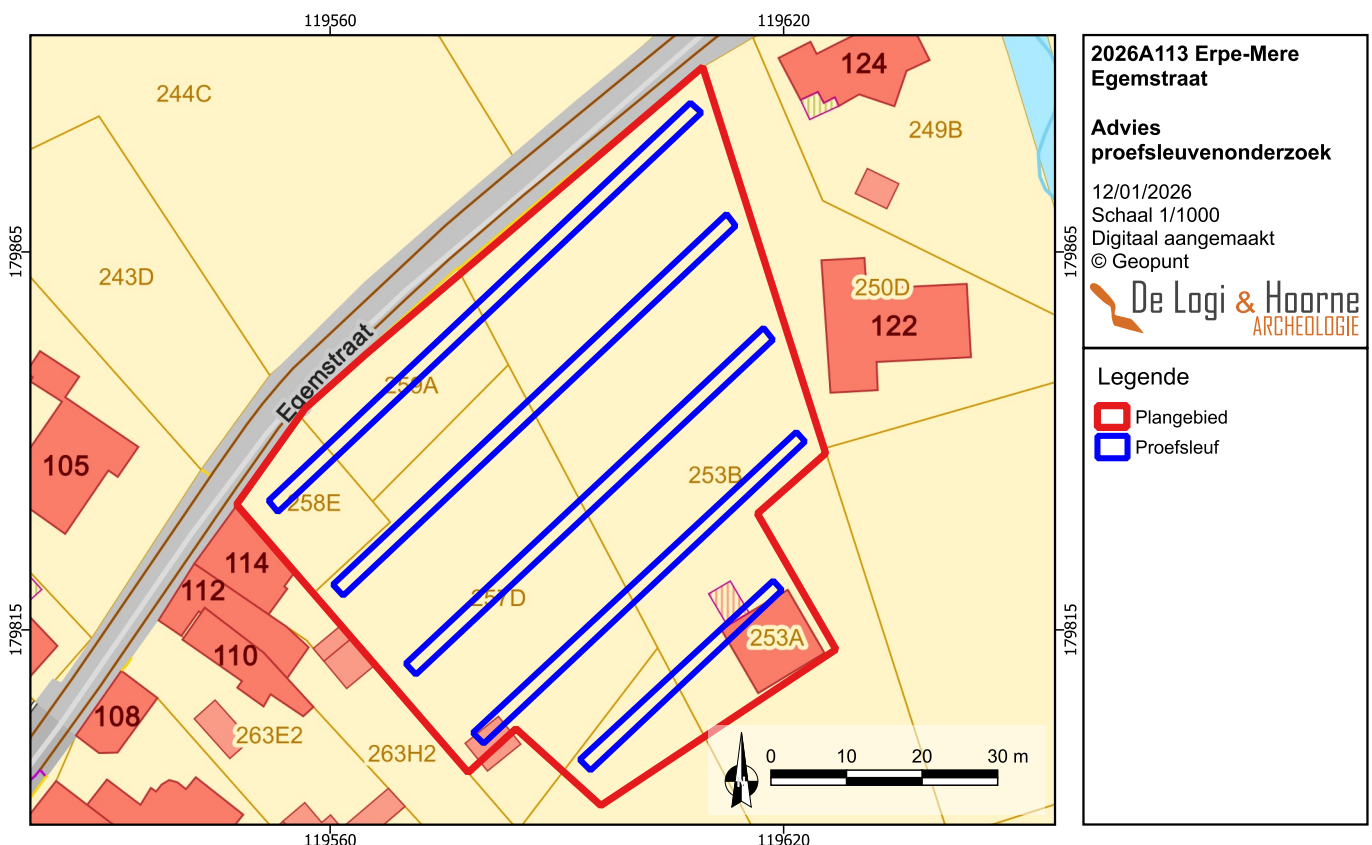 119560
119620
244C
124
249B
179865
179865
243D
250D
122
Egemstraat
259A
105
258E
253B
114
112
257D
110
253A
179815
179815
108
263E2
263H2
0 10 20 30 m
119560
119620
2026A113 Erpe-Mere
Egemstraat
Advies
proefsleuvenonderzoek
12/01/2026
Schaal 1/1000
Digitaal aangemaakt
© Geopunt
De Logi & Hoorne
ARCHEOLOGIE
Legende
Plangebied
Proefsleuf